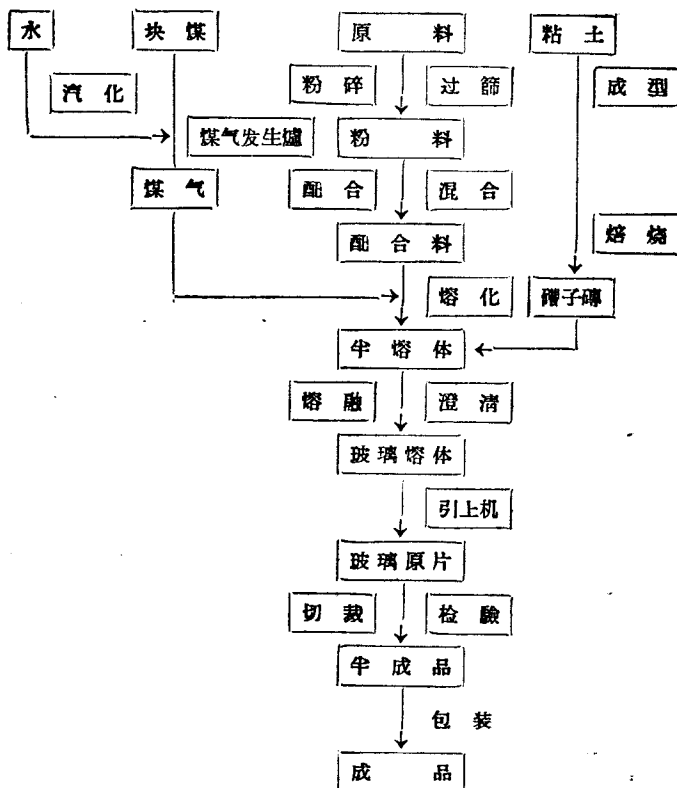 水 块煤 原料 粘土
汽化 粉碎 过篩 成型
煤气发生爐 粉料
煤气 配合 混合 焙烧
配合料
熔化 槽子磚
半熔体
熔融 澄清
玻璃熔体
引上机
玻璃原片
切裁 检驗
半成品
包装
成品